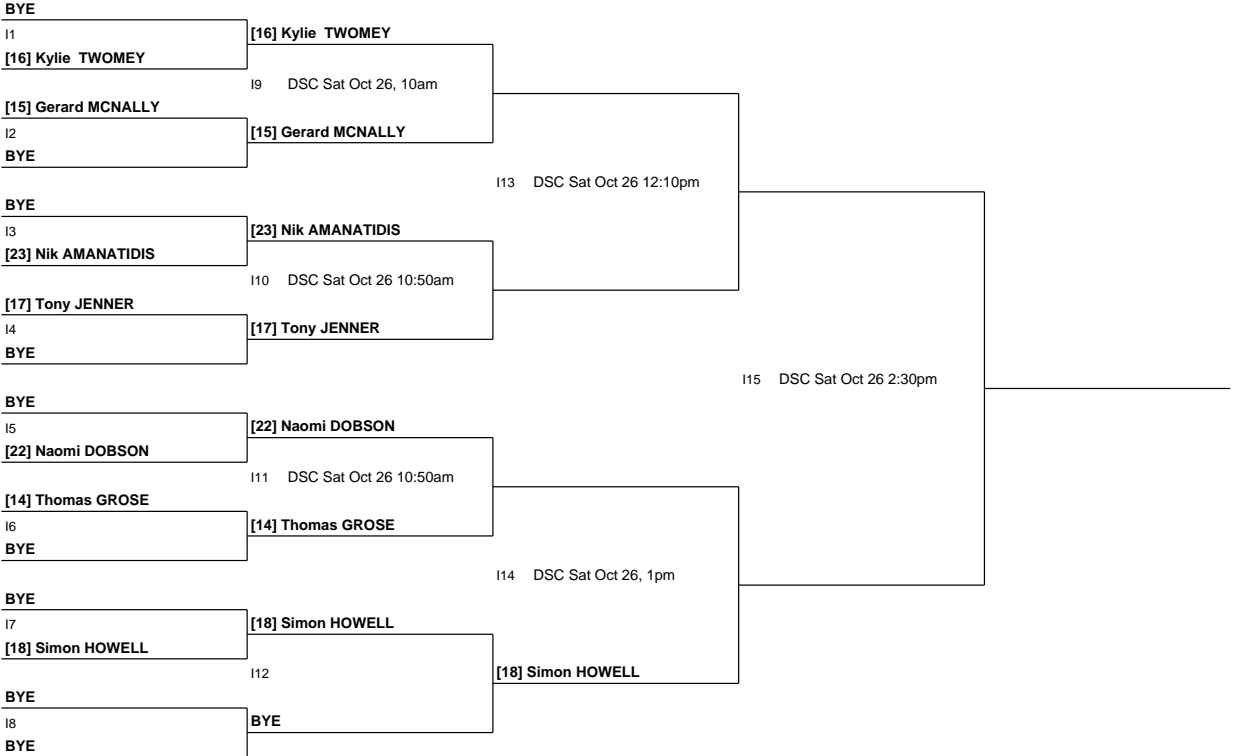 BYE
I1
[16] Kylie  TWOMEY
[16] Kylie  TWOMEY
I9 DSC Sat Oct 26, 10am
[15] Gerard MCNALLY
I2
[15] Gerard MCNALLY
BYE
I13 DSC Sat Oct 26 12:10pm
BYE
I3
[23] Nik AMANATIDIS
[23] Nik AMANATIDIS
I10 DSC Sat Oct 26 10:50am
[17] Tony JENNER
I4
[17] Tony JENNER
BYE
I15 DSC Sat Oct 26 2:30pm
BYE
I5
[22] Naomi DOBSON
[22] Naomi DOBSON
I11 DSC Sat Oct 26 10:50am
[14] Thomas GROSE
I6
[14] Thomas GROSE
BYE
I14 DSC Sat Oct 26, 1pm
BYE
I7
[18] Simon HOWELL
[18] Simon HOWELL
I12
[18] Simon HOWELL
BYE
I8
BYE
BYE